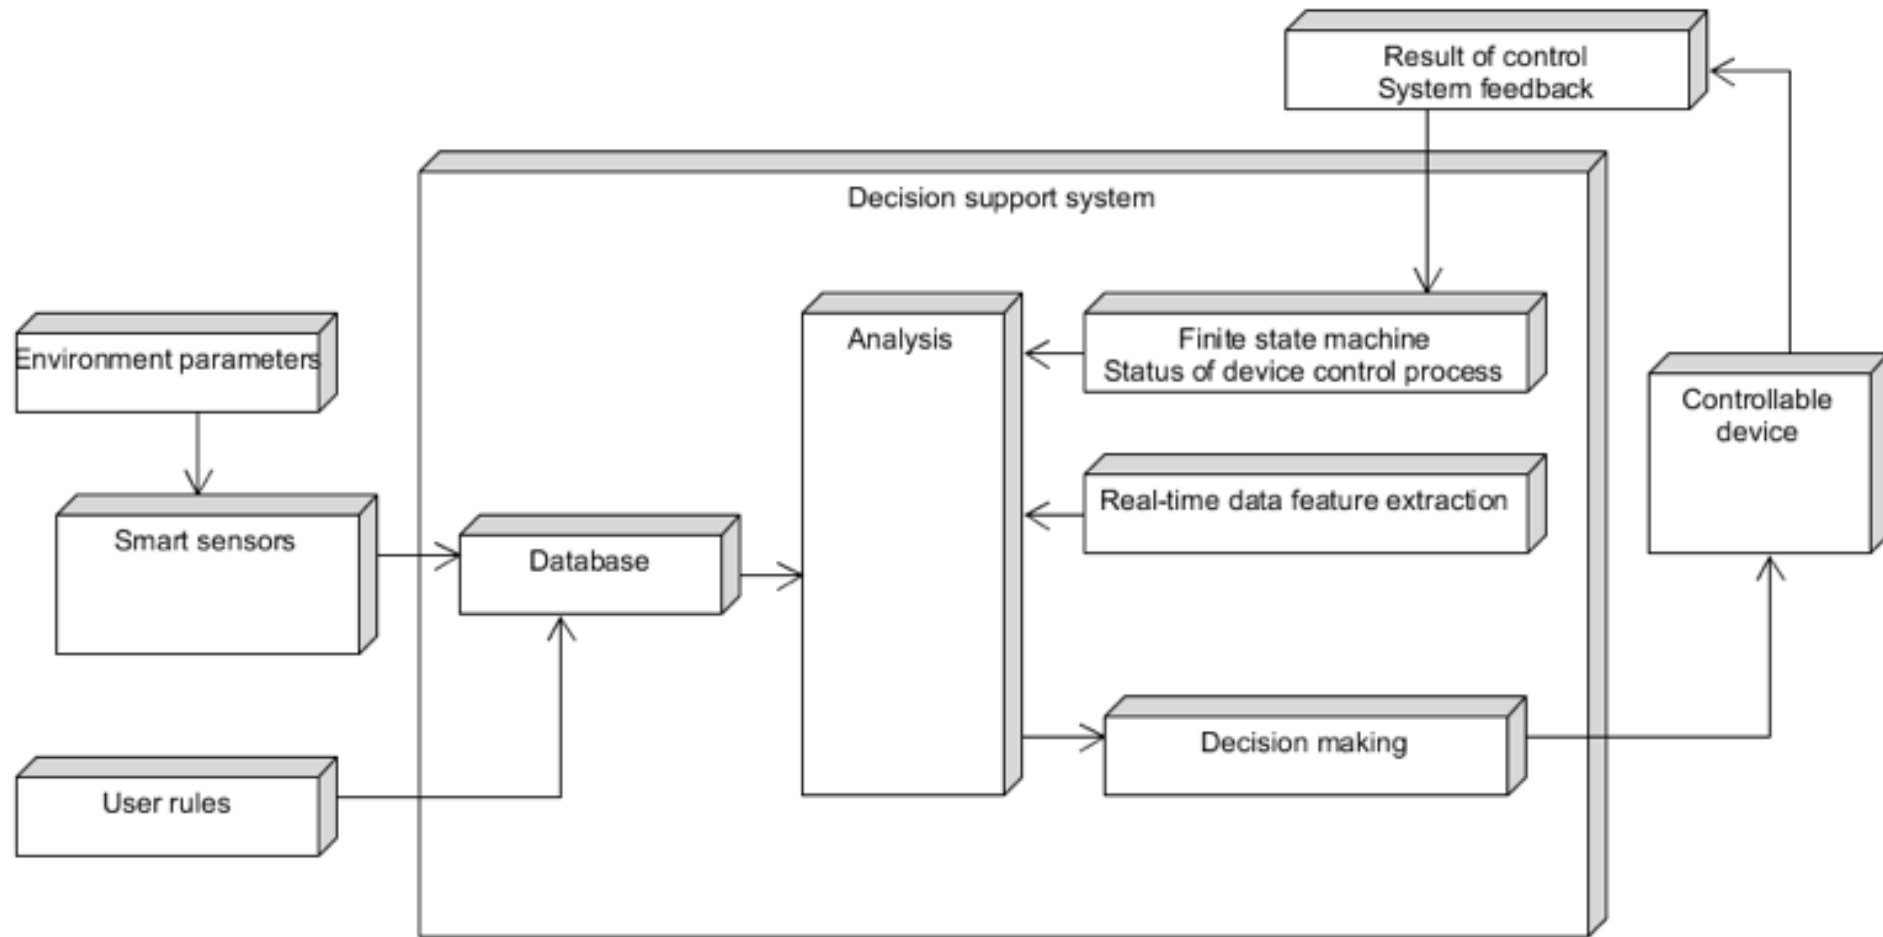 Result of control
System feedback
Decision support system
Environment parameters
Analysis
Finite state machine
Status of device control process
Controllable
device
Real-time data feature extraction
Smart sensors
Database
Decision making
User rules